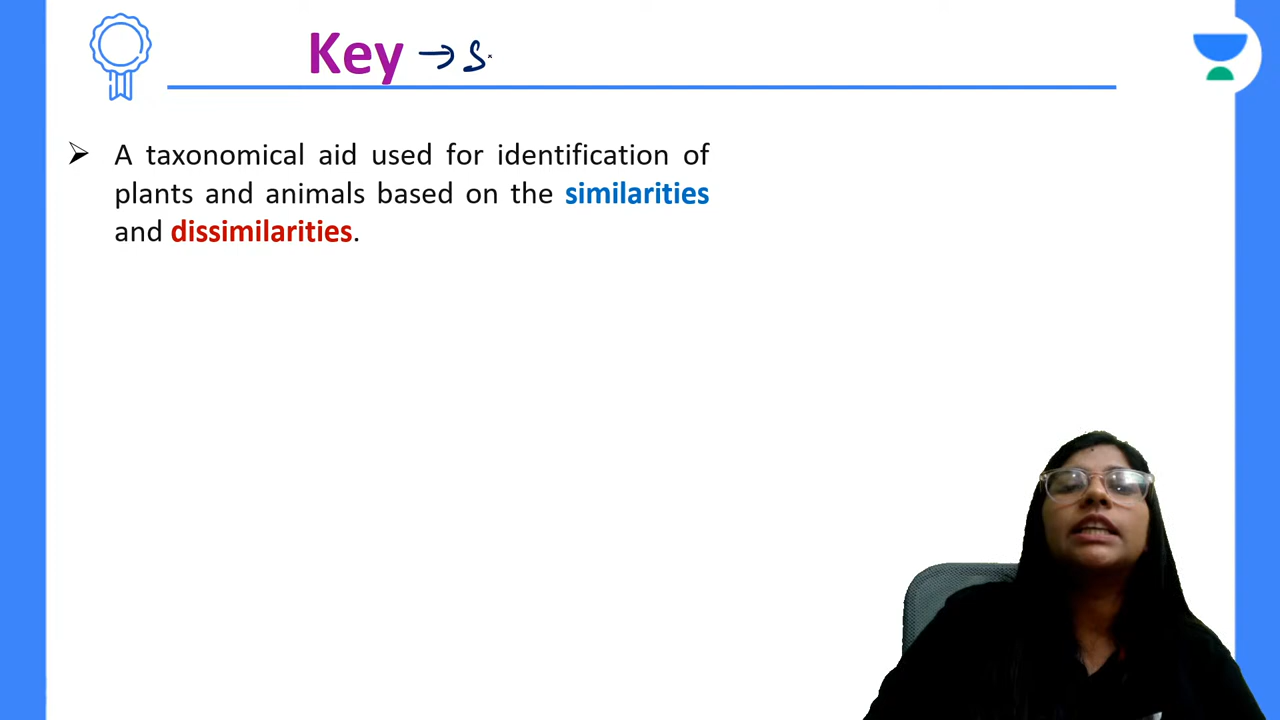 Key → S
➢ A taxonomical aid used for identification of
plants and animals based on the similarities
and dissimilarities.